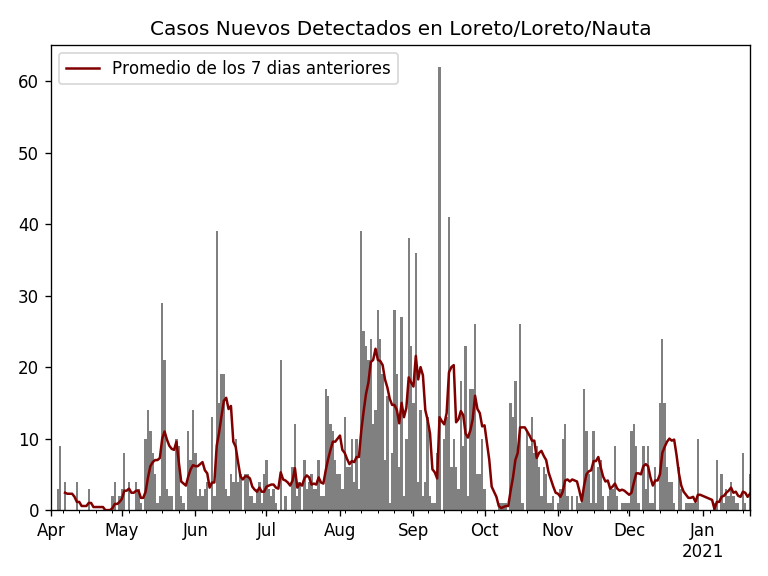 Casos Nuevos Detectados en Loreto/Loreto/Nauta
Promedio de los 7 dias anteriores
60
50
40
30
20
10
0
Apr May Jun Jul Aug Sep Oct Nov Dec Jan
2021